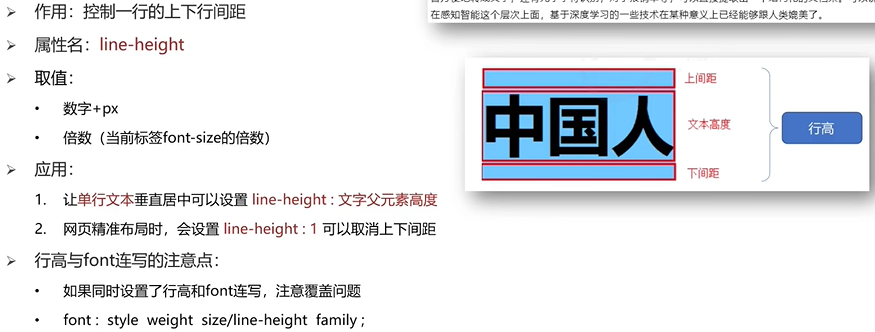 作用：控制一行的上下行间距
属性名：line-height
取值：
数字+px
倍数（当前标签font-size的倍数）
应用：
1. 让单行文本垂直居中可以设置 line-height : 文字父元素高度
2. 网页精准布局时，会设置 line-height : 1 可以取消上下间距
行高与font连写的注意点：
如果同时设置了行高和font连写，注意覆盖问题
font : style weight size/line-height family ;
在感知智能这个层次上面，基于深度学习的一些技术在某种意义上已经能够跟人类媲美了。
上间距
中国人
文本高度
行高
下间距